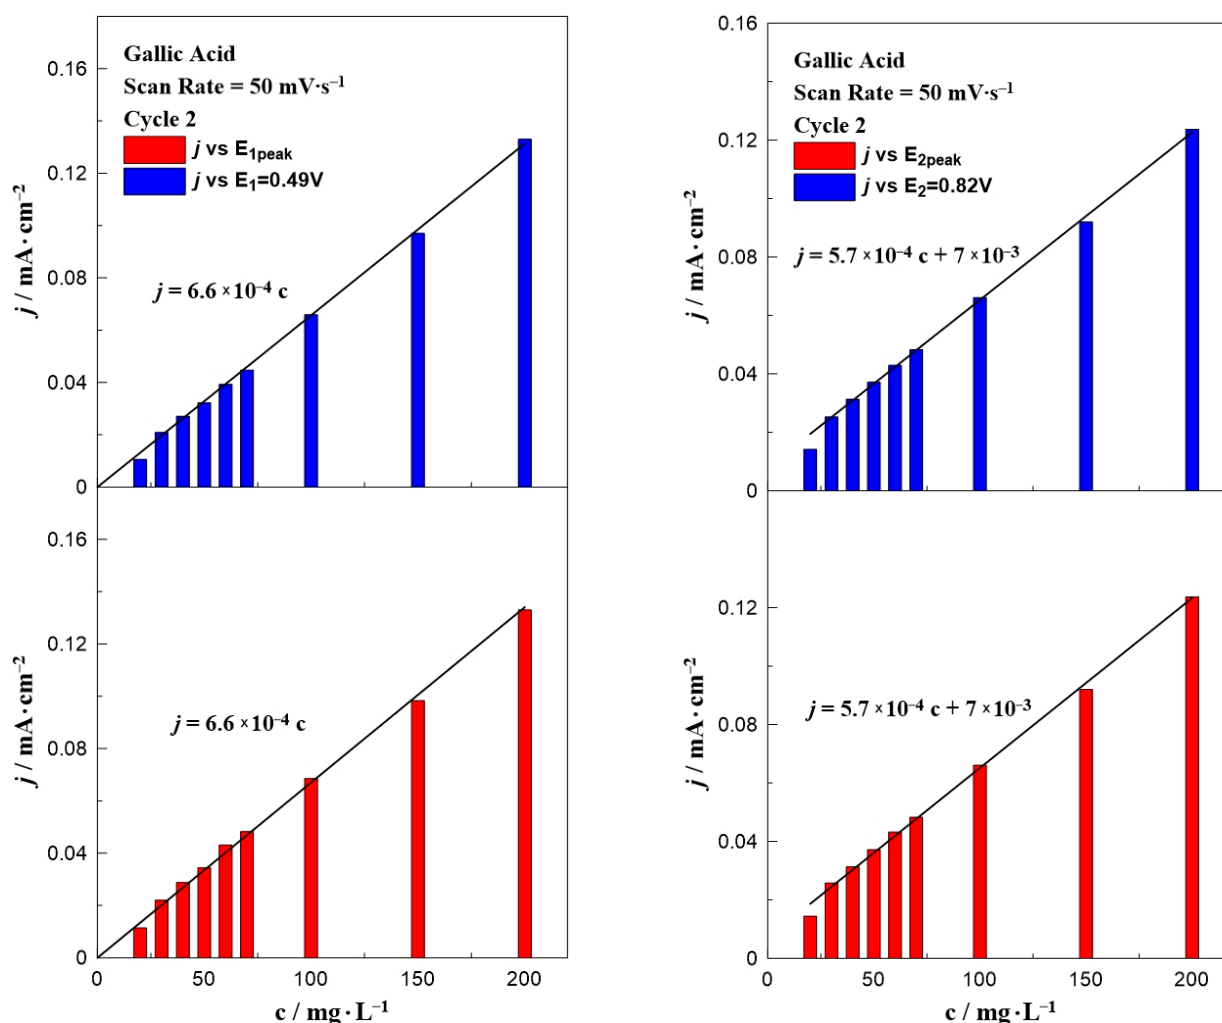 Gallic Acid
Scan Rate = 50 mV·s⁻¹
Cycle 2
j vs E₁peak
j vs E₁=0.49V
j = 6.6 ×10⁻⁴ c
j / mA·cm⁻²
0.16
0.12
0.08
0.04
0
j = 6.6 ×10⁻⁴ c
j / mA·cm⁻²
0.16
0.12
0.08
0.04
0
0 50 100 150 200
c / mg·L⁻¹
Gallic Acid
Scan Rate = 50 mV·s⁻¹
Cycle 2
j vs E₂peak
j vs E₂=0.82V
j = 5.7 ×10⁻⁴ c + 7 ×10⁻³
j / mA·cm⁻²
0.16
0.12
0.08
0.04
0
j = 5.7 ×10⁻⁴ c + 7 ×10⁻³
j / mA·cm⁻²
0.12
0.08
0.04
0
0 50 100 150 200
c / mg·L⁻¹